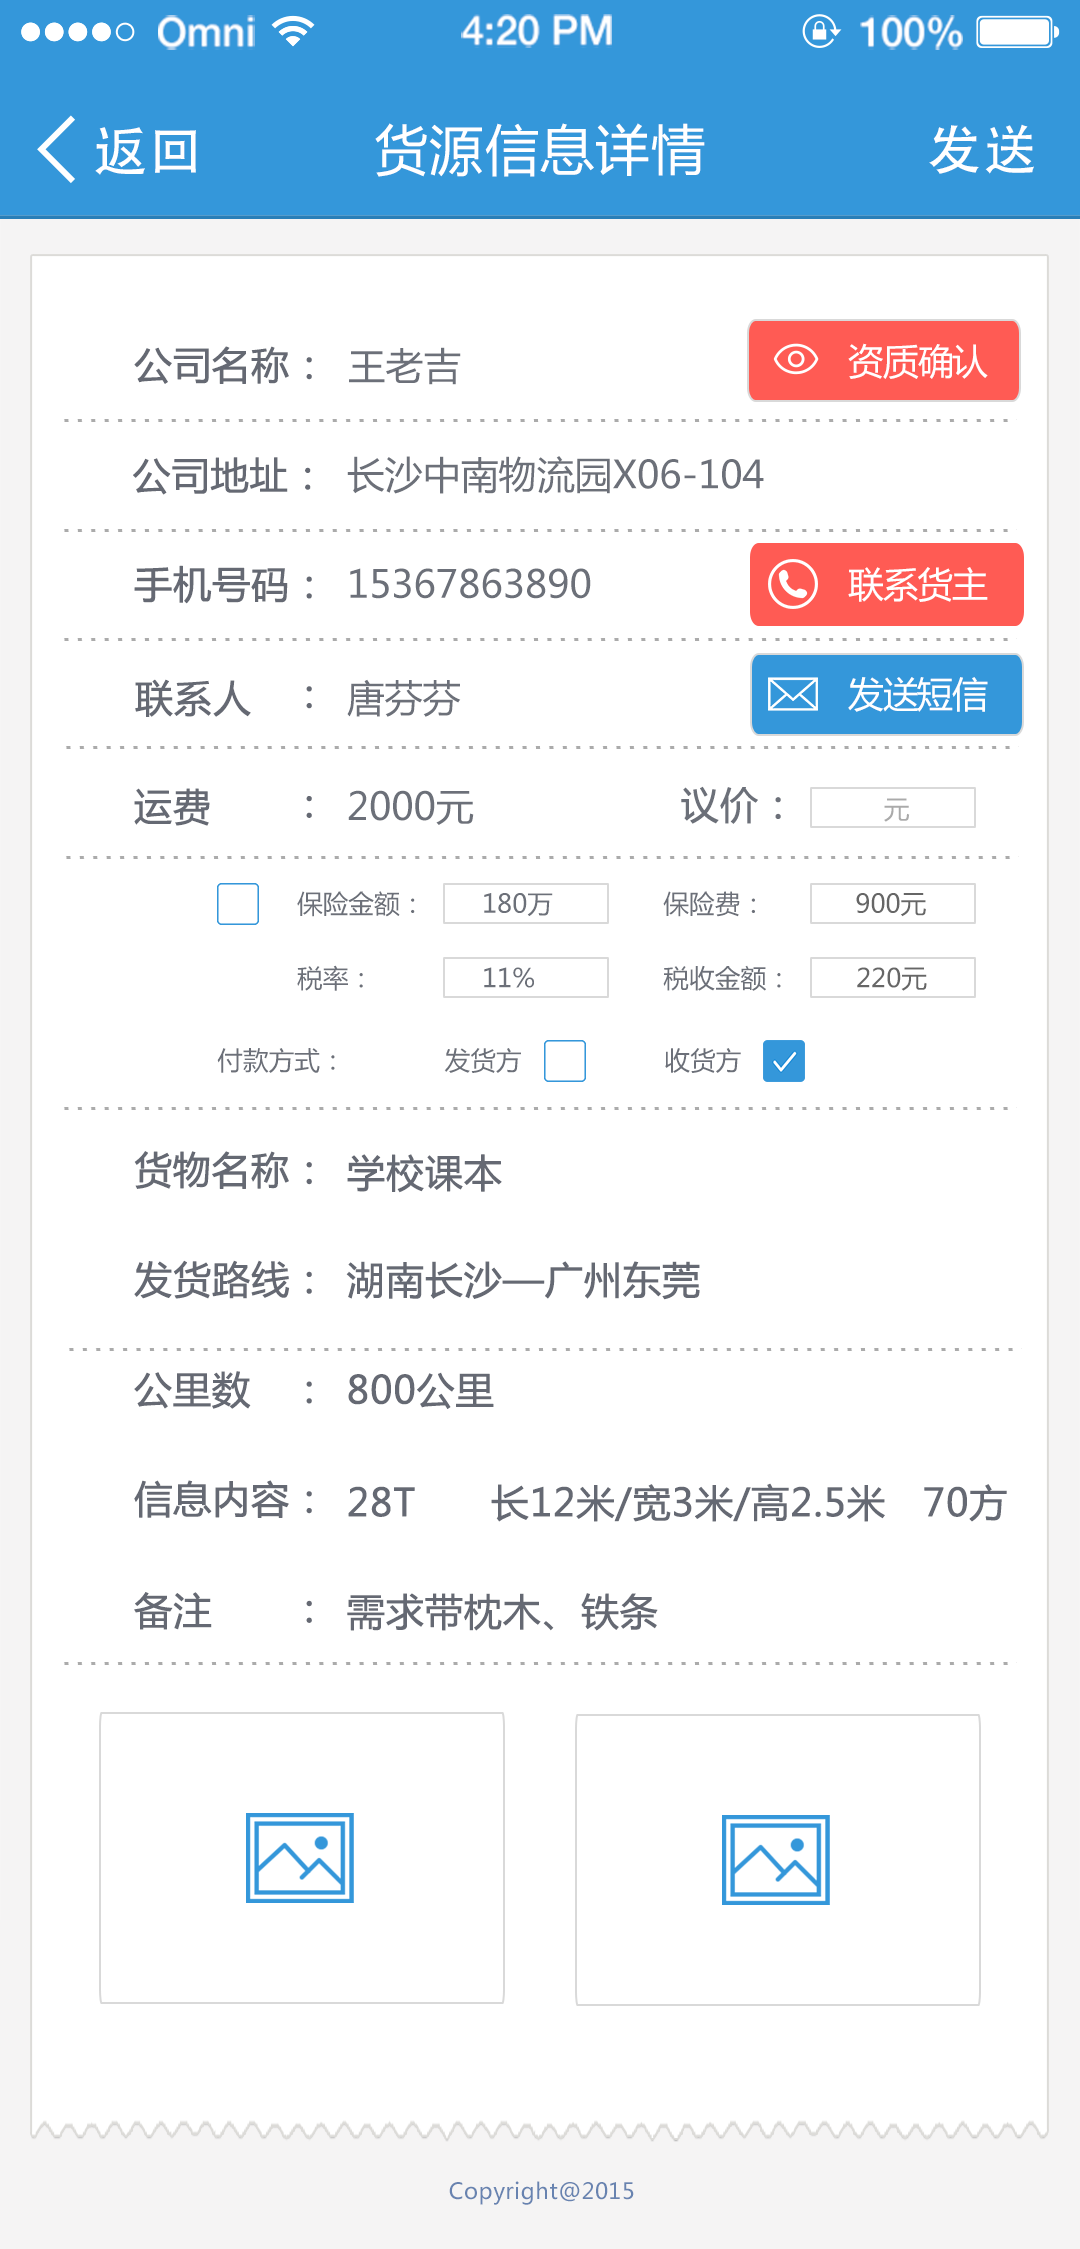 Omni 4:20 PM 100%
返回 货源信息详情 发送
公司名称： 王老吉 资质确认
公司地址： 长沙中南物流园X06-104
手机号码： 15367863890 联系货主
联系人 ： 唐芬芬 发送短信
运费 ： 2000元 议价： 元
保险金额： 180万 保险费： 900元
税率： 11% 税收金额： 220元
付款方式： 发货方 收货方
货物名称： 学校课本
发货路线： 湖南长沙—广州东莞
公里数 ： 800公里
信息内容： 28T 长12米/宽3米/高2.5米 70方
备注 ： 需求带枕木、铁条
Copyright@2015